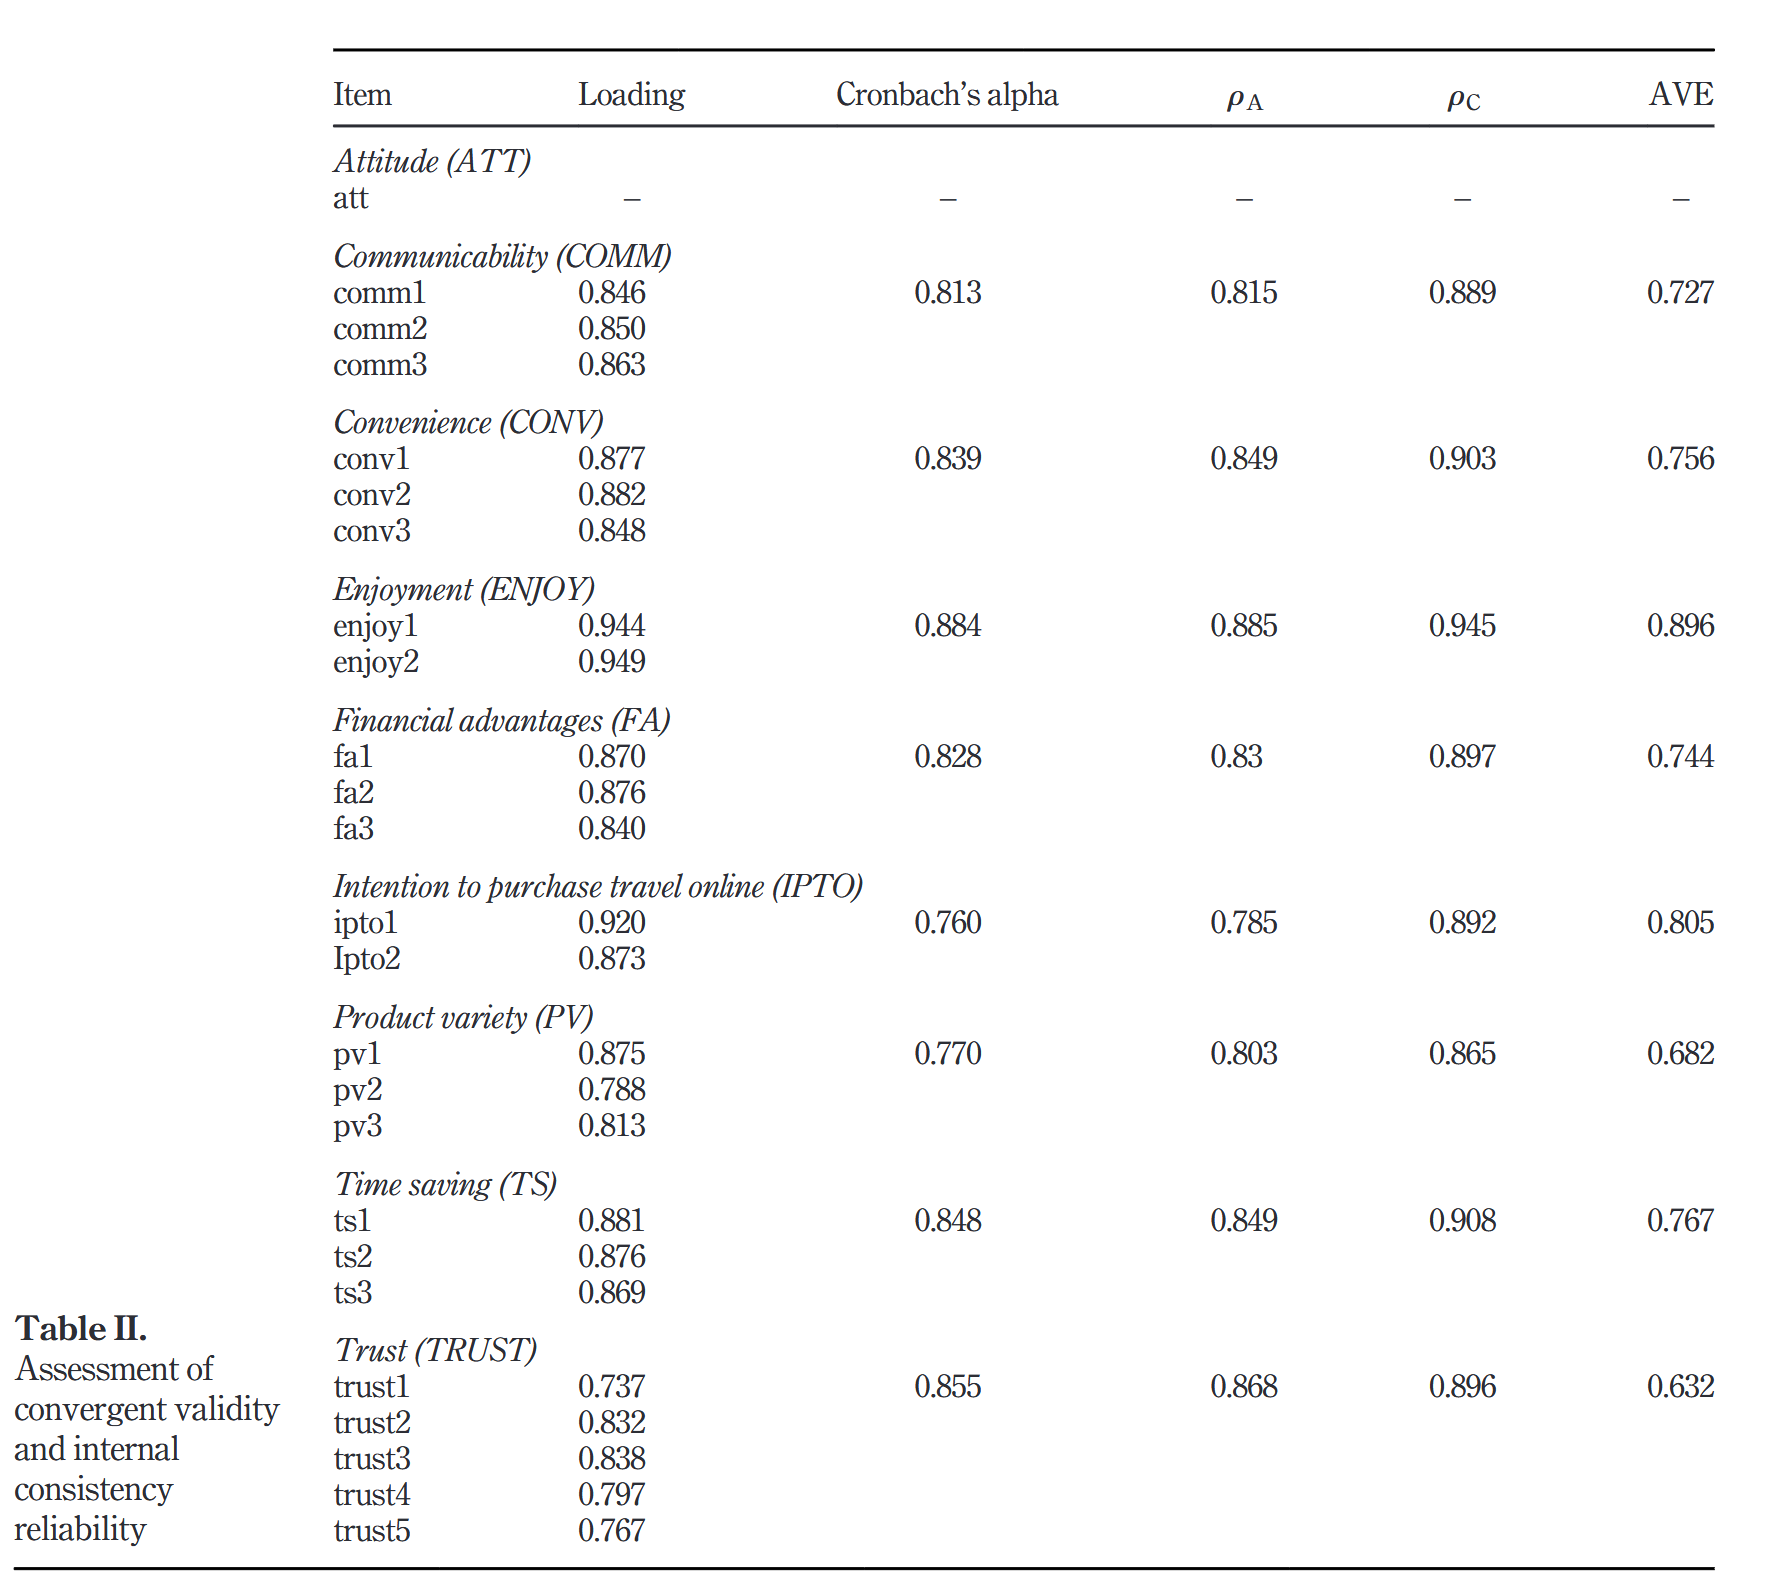 Item Loading Cronbach's alpha ρA ρC AVE
Attitude (ATT)
att – – – – –
Communicability (COMM)
comm1 0.846 0.813 0.815 0.889 0.727
comm2 0.850
comm3 0.863
Convenience (CONV)
conv1 0.877 0.839 0.849 0.903 0.756
conv2 0.882
conv3 0.848
Enjoyment (ENJOY)
enjoy1 0.944 0.884 0.885 0.945 0.896
enjoy2 0.949
Financial advantages (FA)
fa1 0.870 0.828 0.83 0.897 0.744
fa2 0.876
fa3 0.840
Intention to purchase travel online (IPTO)
ipto1 0.920 0.760 0.785 0.892 0.805
Ipto2 0.873
Product variety (PV)
pv1 0.875 0.770 0.803 0.865 0.682
pv2 0.788
pv3 0.813
Time saving (TS)
ts1 0.881 0.848 0.849 0.908 0.767
ts2 0.876
ts3 0.869
Trust (TRUST)
trust1 0.737 0.855 0.868 0.896 0.632
trust2 0.832
trust3 0.838
trust4 0.797
trust5 0.767
Table II.
Assessment of
convergent validity
and internal
consistency
reliability